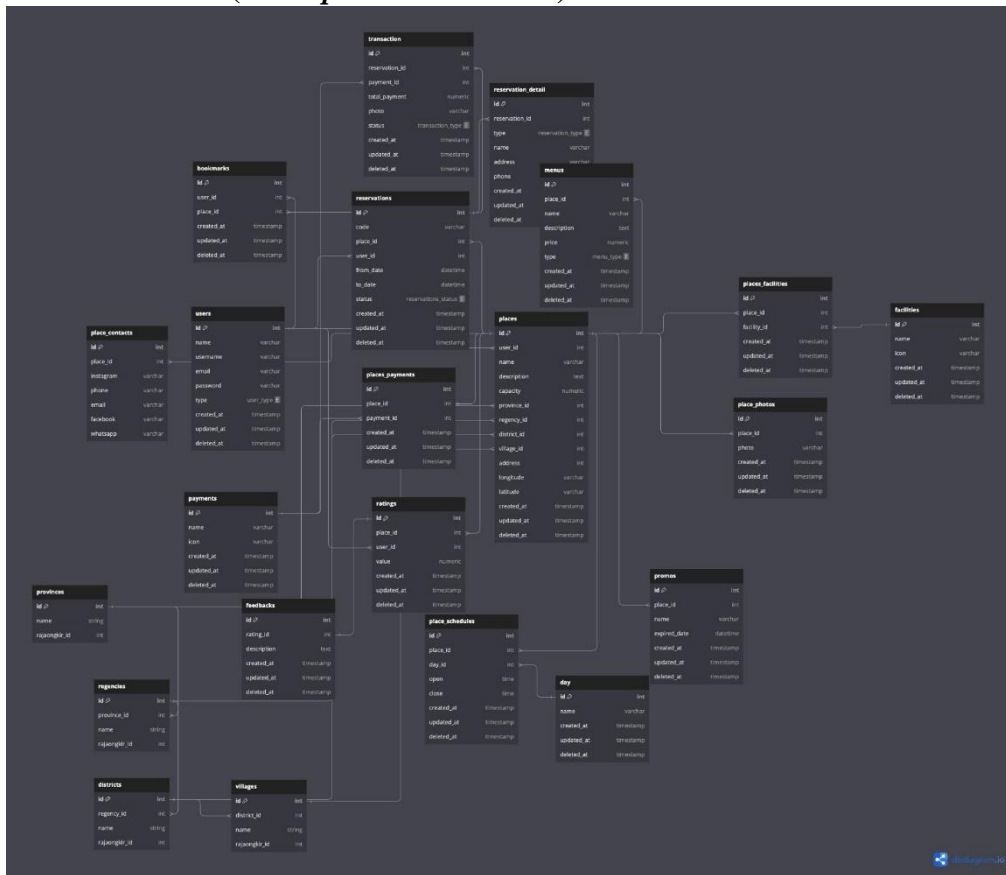 transaction
id int
reservation_id int
payment_id int
total_payment numeric
photo varchar
status transaction_type E
created_at timestamp
updated_at timestamp
deleted_at timestamp
reservation_detail
id int
reservation_id int
type reservation_type E
name varchar
address varchar
phone
created_at
updated_at
deleted_at
menus
id int
place_id int
name varchar
description text
price numeric
type menu_type E
created_at timestamp
updated_at timestamp
deleted_at timestamp
bookmarks
id int
user_id int
place_id int
created_at timestamp
updated_at timestamp
deleted_at timestamp
reservations
id int
code varchar
place_id int
user_id int
from_date datetime
to_date datetime
status reservations_status E
created_at timestamp
updated_at timestamp
deleted_at timestamp
places_facilities
id int
place_id int
facility_id int
created_at timestamp
updated_at timestamp
deleted_at timestamp
facilities
id int
name varchar
icon varchar
created_at timestamp
updated_at timestamp
deleted_at timestamp
users
id int
name varchar
username varchar
email varchar
password varchar
type user_type E
created_at timestamp
updated_at timestamp
deleted_at timestamp
place_contacts
id int
place_id int
instagram varchar
phone varchar
email varchar
facebook varchar
whatsapp varchar
places
id int
user_id int
name varchar
description text
capacity numeric
province_id int
regency_id int
district_id int
village_id int
address int
longitude varchar
latitude varchar
created_at timestamp
updated_at timestamp
deleted_at timestamp
places_payments
place_id int
payment_id int
created_at timestamp
updated_at timestamp
deleted_at timestamp
place_photos
id int
place_id int
photo varchar
created_at timestamp
updated_at timestamp
deleted_at timestamp
payments
id int
name varchar
icon varchar
created_at timestamp
updated_at timestamp
deleted_at timestamp
ratings
id int
place_id int
user_id int
value numeric
created_at timestamp
updated_at timestamp
deleted_at timestamp
promos
id int
place_id int
name varchar
expired_date datetime
created_at timestamp
updated_at timestamp
deleted_at timestamp
provinces
id int
name string
rajaongkir_id int
feedbacks
id int
rating_id int
description text
created_at timestamp
updated_at timestamp
deleted_at timestamp
place_schedules
id int
place_id int
day_id int
open time
close time
created_at timestamp
updated_at timestamp
deleted_at timestamp
day
id int
name varchar
created_at timestamp
updated_at timestamp
deleted_at timestamp
regencies
id int
province_id int
name string
rajaongkir_id int
districts
id int
regency_id int
name string
rajaongkir_id int
villages
id int
district_id int
name string
rajaongkir_id int
dbdiagram.io